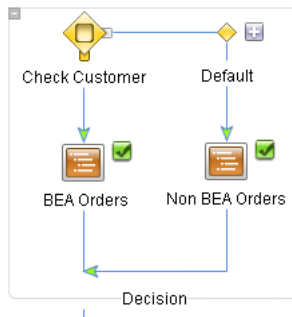 Check Customer
Default
BEA Orders
Non BEA Orders
Decision